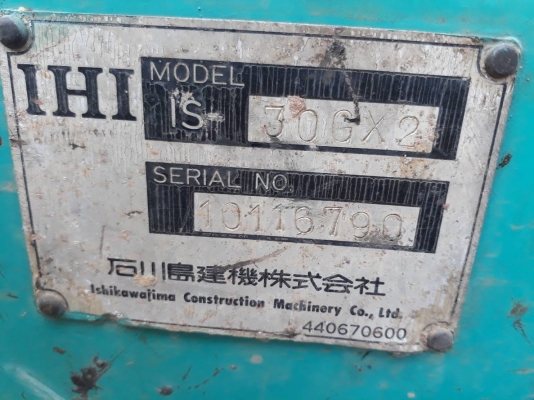 IHI
MODEL
IS- 30GX2
SERIAL NO.
10116790
石川島建機株式会社
Ishikawajima Construction Machinery Co., Ltd.
440670600